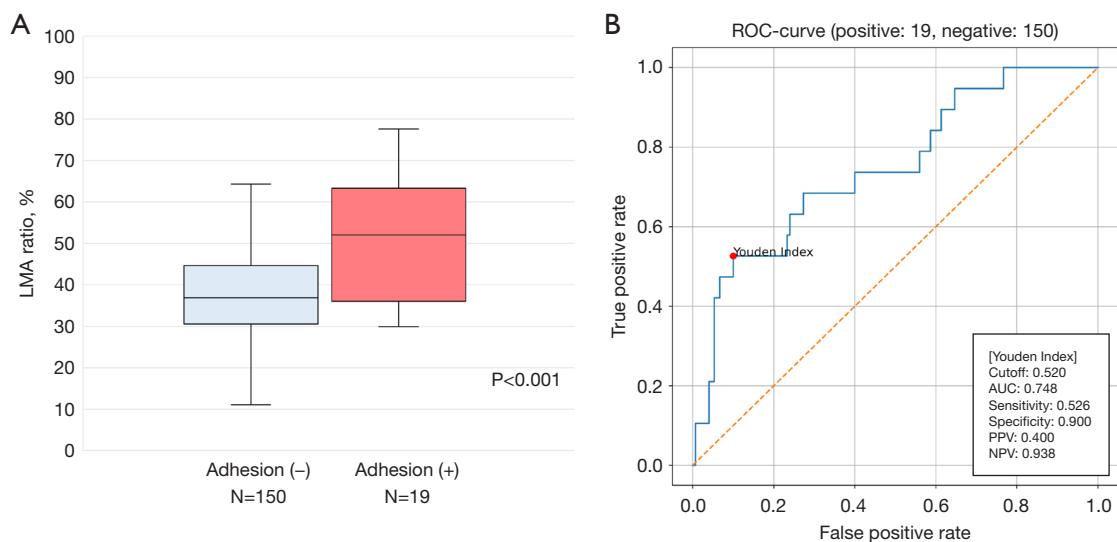 A
100
90
80
70
60
50
40
30
20
10
0
LMA ratio, %
P<0.001
Adhesion (−)
N=150
Adhesion (+)
N=19
B
ROC-curve (positive: 19, negative: 150)
1.0
0.8
0.6
0.4
0.2
0.0
True positive rate
Youden Index
[Youden Index]
Cutoff: 0.520
AUC: 0.748
Sensitivity: 0.526
Specificity: 0.900
PPV: 0.400
NPV: 0.938
0.0 0.2 0.4 0.6 0.8 1.0
False positive rate